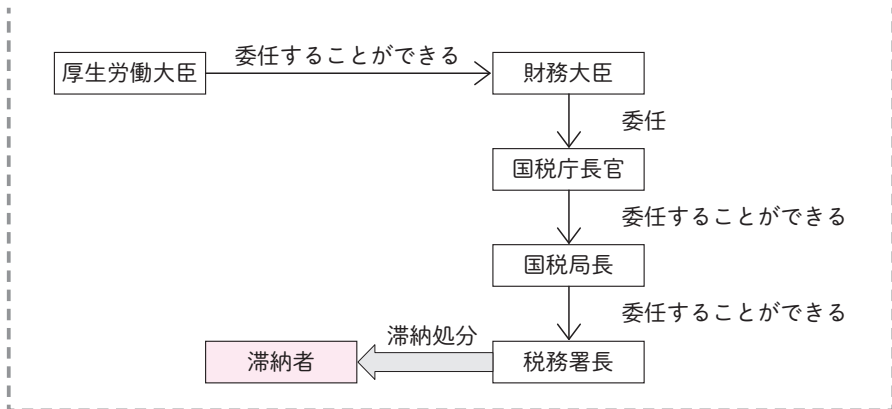 委任することができる
厚生労働大臣
財務大臣
委任
国税庁長官
委任することができる
国税局長
委任することができる
滞納処分
滞納者
税務署長